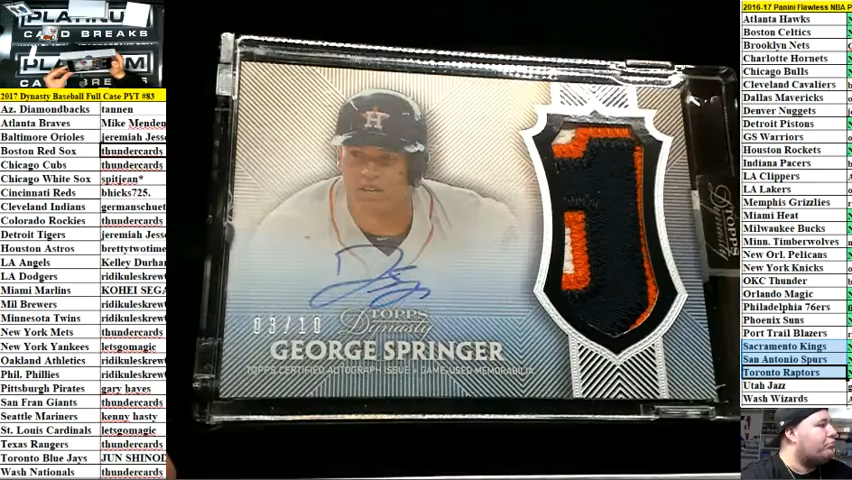 PLATINUM
CARD BREAKS
PLATINUM
CARD BREAKS
2017 Dynasty Baseball Full Case PYT #83
Az. Diamondbacks tannen
Atlanta Braves Mike Menden
Baltimore Orioles jeremiah Jess
Boston Red Sox thundercards
Chicago Cubs thundercards
Chicago White Sox spitjean*
Cincinnati Reds bhicks725.
Cleveland Indians germanschuet
Colorado Rockies thundercards
Detroit Tigers jeremiah Jess
Houston Astros brettytwotime
LA Angels Kelley Durha
LA Dodgers ridikuleskrew
Miami Marlins KOHEI SEGA
Mil Brewers ridikuleskrew
Minnesota Twins ridikuleskrew
New York Mets thundercards
New York Yankees letsgomagic
Oakland Athletics ridikuleskrew
Phil. Phillies ridikuleskrew
Pittsburgh Pirates gary hayes
San Fran Giants thundercards
Seattle Mariners kenny hasty
St. Louis Cardinals letsgomagic
Texas Rangers thundercards
Toronto Blue Jays JUN SHINOD
Wash Nationals thundercards
H
03/10
TOPPS
Dynasty
GEORGE SPRINGER
TOPPS CERTIFIED AUTOGRAPH ISSUE • GAME-USED MEMORABILIA
TOPPS
Dynasty
2016-17 Panini Flawless NBA P
Atlanta Hawks
Boston Celtics
Brooklyn Nets
Charlotte Hornets
Chicago Bulls
Cleveland Cavaliers
Dallas Mavericks
Denver Nuggets
Detroit Pistons
GS Warriors
Houston Rockets
Indiana Pacers
LA Clippers
LA Lakers
Memphis Grizzlies
Miami Heat
Milwaukee Bucks
Minn. Timberwolves
New Orl. Pelicans
New York Knicks
OKC Thunder
Orlando Magic
Philadelphia 76ers
Phoenix Suns
Port Trail Blazers
Sacramento Kings
San Antonio Spurs
Toronto Raptors
Utah Jazz
Wash Wizards